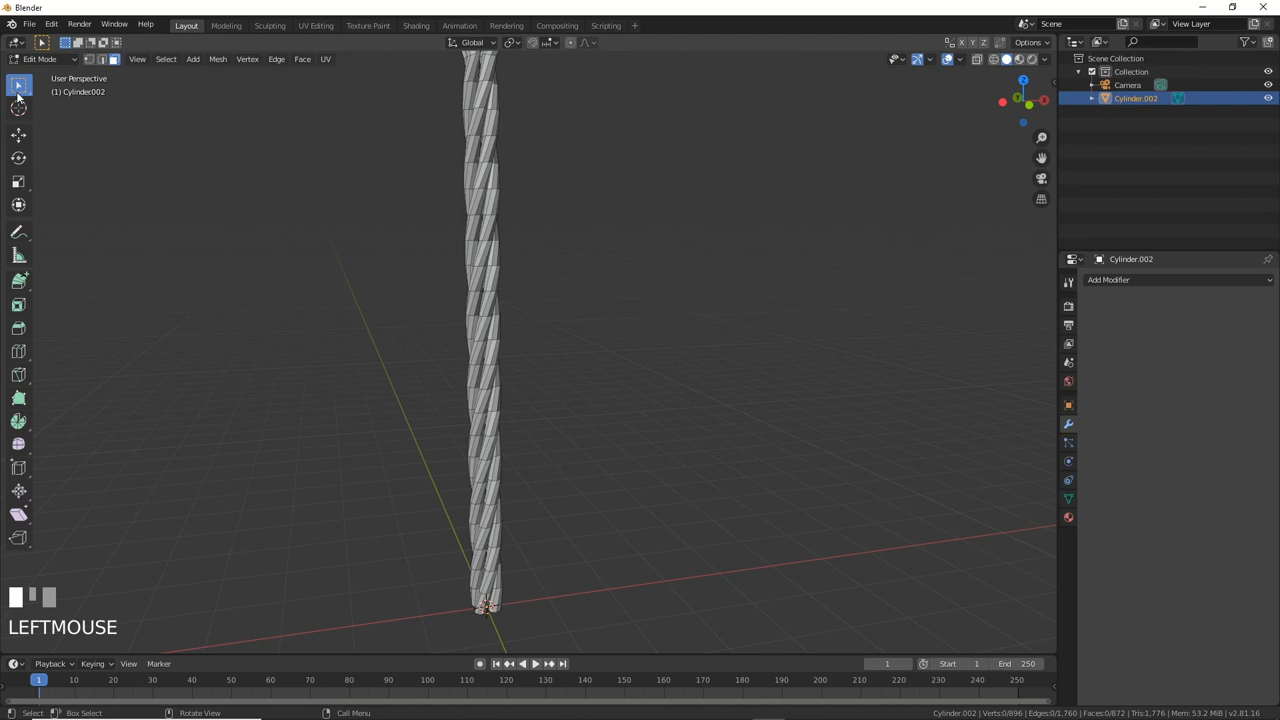 Blender
File Edit Render Window Help Layout Modeling Sculpting UV Editing Texture Paint Shading Animation Rendering Compositing Scripting + Scene View Layer
Global X Y Z Options
Edit Mode View Select Add Mesh Vertex Edge Face UV
User Perspective
(1) Cylinder.002
Z
X
Y
Scene Collection
Collection
Camera
Cylinder.002
Cylinder.002
Add Modifier
LEFTMOUSE
Playback Keying View Marker 1 Start 1 End 250
1 10 20 30 40 50 60 70 80 90 100 110 120 130 140 150 160 170 180 190 200 210 220 230 240 250
Select Box Select Rotate View Call Menu Cylinder.002 | Verts:0/896 | Edges:0/1,760 | Faces:0/872 | Tris:1,776 | Mem: 53.2 MiB | v2.81.16